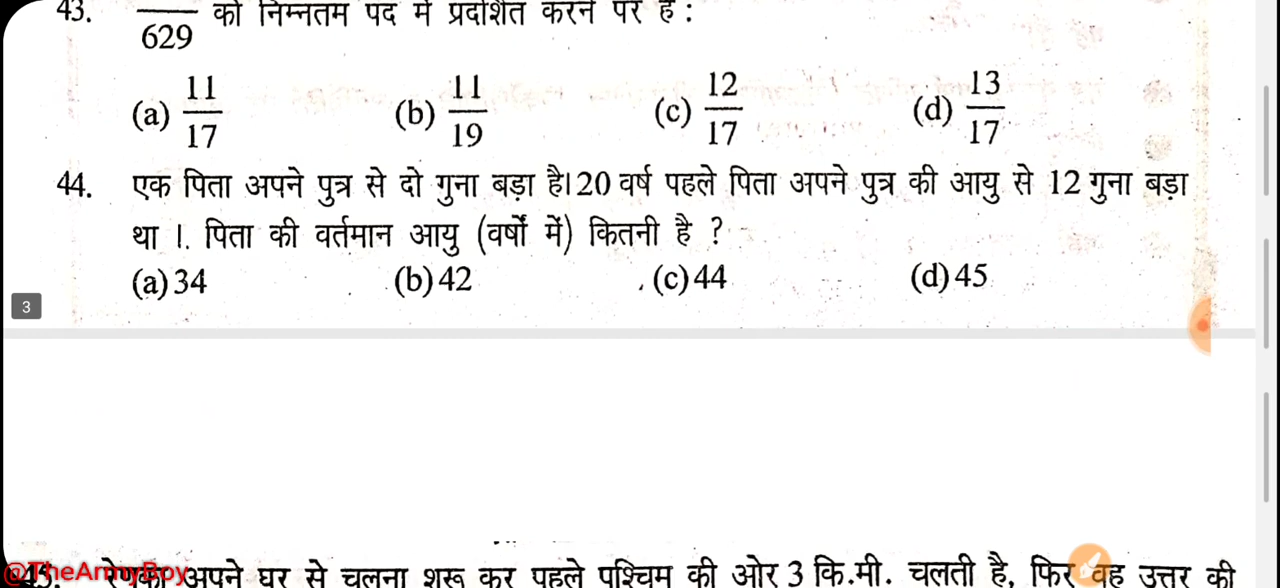 43. 629 को निम्नतम पद में प्रदर्शित करने पर है :
(a) 11/17 (b) 11/19 (c) 12/17 (d) 13/17
44. एक पिता अपने पुत्र से दो गुना बड़ा है।20 वर्ष पहले पिता अपने पुत्र की आयु से 12 गुना बड़ा
था ।. पिता की वर्तमान आयु (वर्षों में) कितनी है ?
(a) 34 (b) 42 (c) 44 (d) 45
3
@TheArmyBoy
45. अपने घर से चलना शुरू कर पहले पश्चिम की ओर 3 कि.मी. चलती है, फिर वह उत्तर की